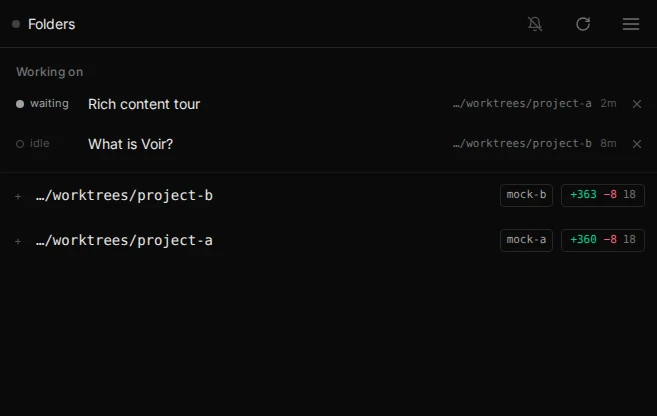 Folders
Working on
waiting Rich content tour …/worktrees/project-a 2m
idle What is Voir? …/worktrees/project-b 8m
+ …/worktrees/project-b mock-b +363 −8 18
+ …/worktrees/project-a mock-a +360 −8 18